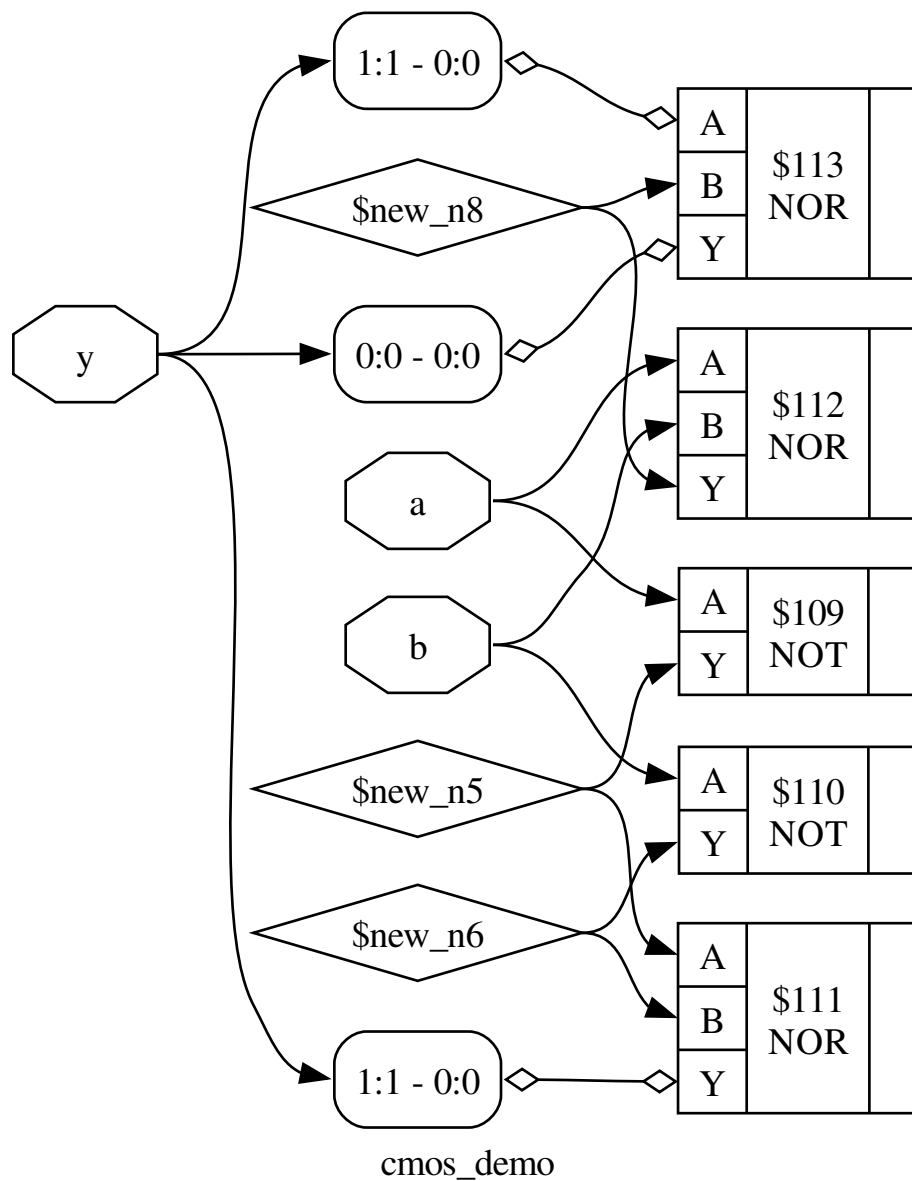 1:1 - 0:0
A
$113
NOR
B
Y
$new_n8
y
0:0 - 0:0
A
$112
NOR
B
Y
a
A
$109
NOT
Y
b
$new_n5
A
$110
NOT
Y
$new_n6
A
$111
NOR
B
Y
1:1 - 0:0
cmos_demo